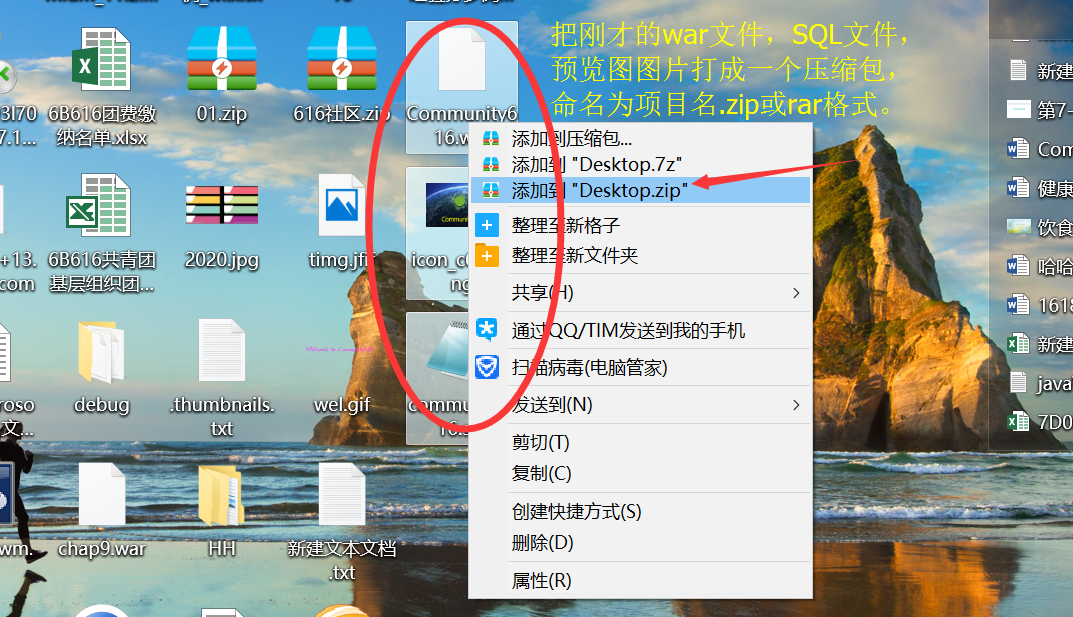 把刚才的war文件，SQL文件，
预览图图片打成一个压缩包，
命名为项目名.zip或rar格式。
6B616团费缴
纳名单.xlsx
01.zip
616社区.zip
Community6
16.w
添加到压缩包...
添加到 "Desktop.7z"
添加到 "Desktop.zip"
整理至新格子
整理至新文件夹
共享(H)
通过QQ/TIM发送到我的手机
扫描病毒(电脑管家)
发送到(N)
剪切(T)
复制(C)
创建快捷方式(S)
删除(D)
属性(R)
6B616共青团
基层组织团...
2020.jpg
timg.jfif
icon_c
ng
debug
.thumbnails.
txt
wel.gif
commu
16.s
chap9.war
HH
新建文本文档
.txt
3I70
7.1...
+13.
com
roso
文...
wm.
新建
第7-
Com
健康
饮食
哈哈
1618
新建
java
7D0